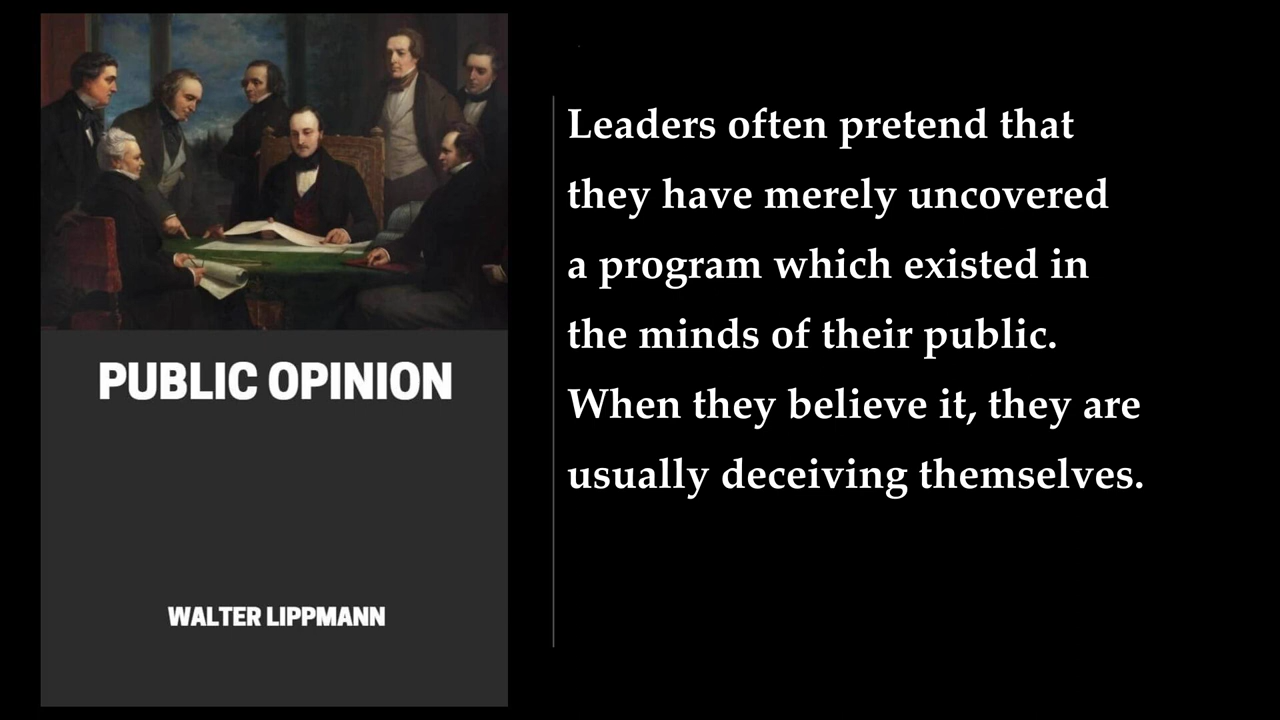 PUBLIC OPINION
WALTER LIPPMANN
Leaders often pretend that
they have merely uncovered
a program which existed in
the minds of their public.
When they believe it, they are
usually deceiving themselves.